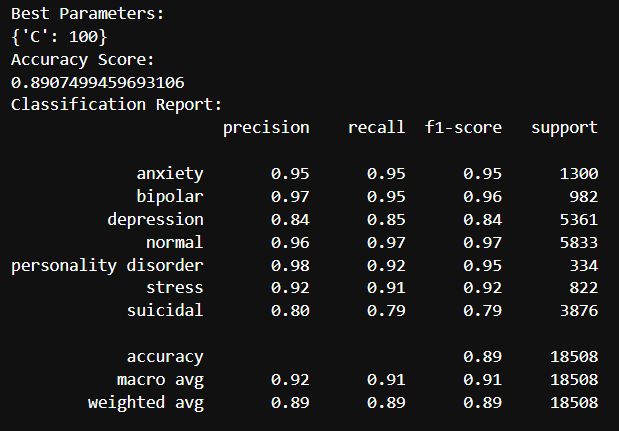 Best Parameters:
{'C': 100}
Accuracy Score:
0.8907499459693106
Classification Report:
precision recall f1-score support
anxiety 0.95 0.95 0.95 1300
bipolar 0.97 0.95 0.96 982
depression 0.84 0.85 0.84 5361
normal 0.96 0.97 0.97 5833
personality disorder 0.98 0.92 0.95 334
stress 0.92 0.91 0.92 822
suicidal 0.80 0.79 0.79 3876
accuracy 0.89 18508
macro avg 0.92 0.91 0.91 18508
weighted avg 0.89 0.89 0.89 18508